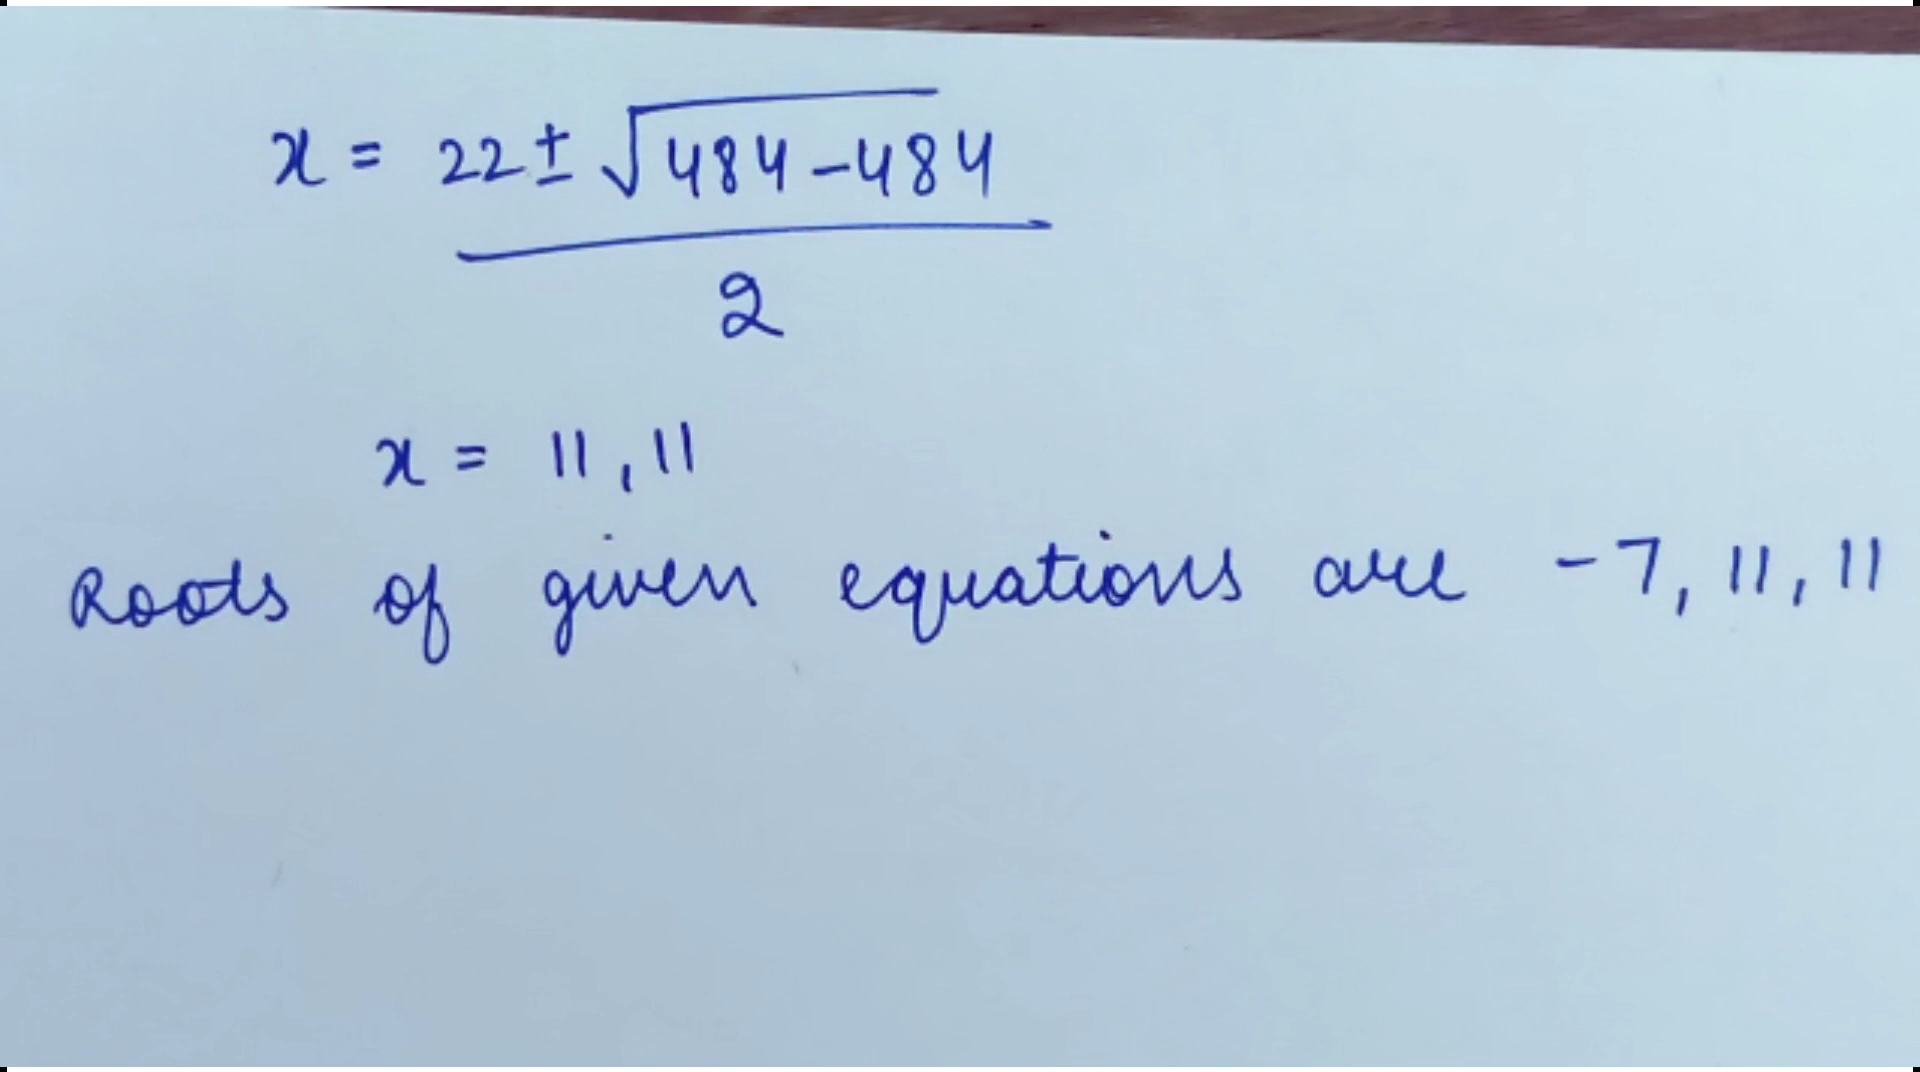 x = 22 ± √484 - 484
2
x = 11, 11
Roots of given equations are -7, 11, 11